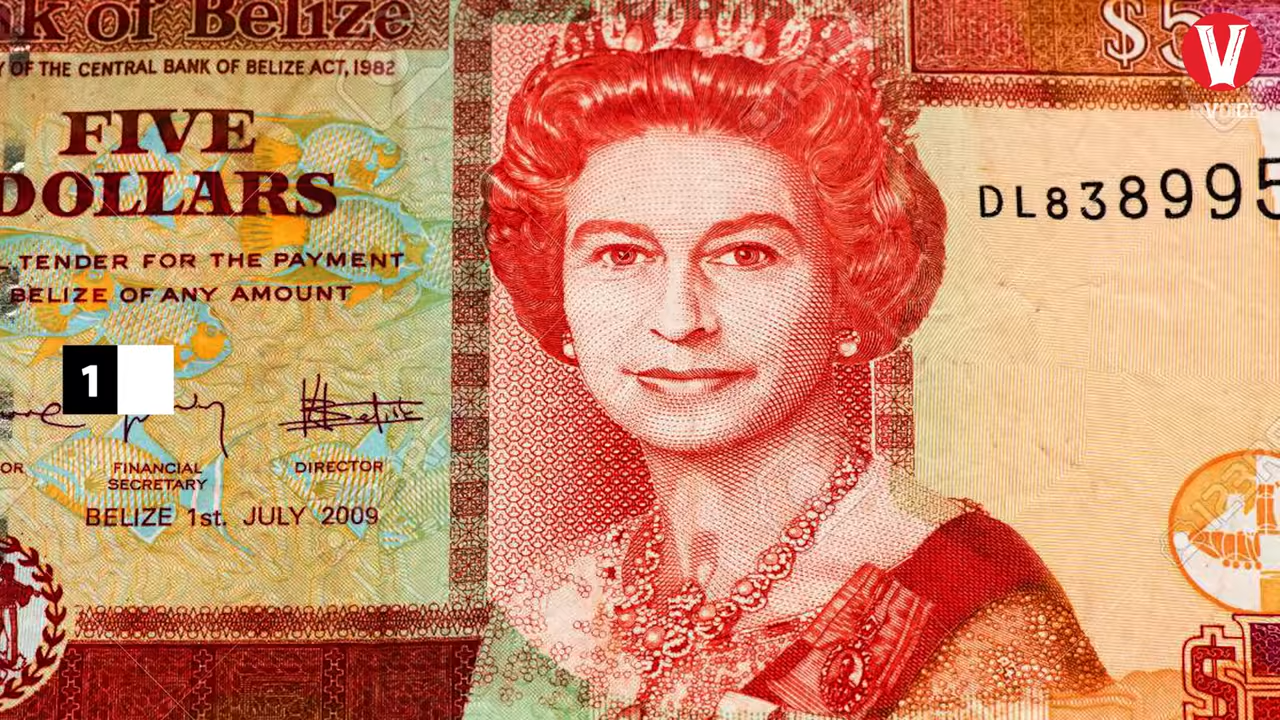 k of Belize
Y OF THE CENTRAL BANK OF BELIZE ACT, 1982
FIVE
DOLLARS
TENDER FOR THE PAYMENT
BELIZE OF ANY AMOUNT
1
OR
FINANCIAL
SECRETARY
DIRECTOR
BELIZE 1st. JULY 2009
$5
V
VOICE
DL838995
$